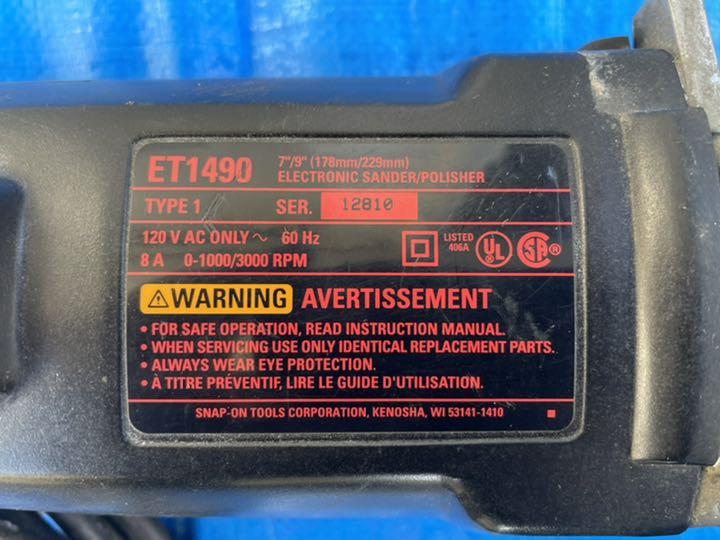 ET1490 7"/9" (178mm/229mm)
ELECTRONIC SANDER/POLISHER
TYPE 1 SER. 12810
120 V AC ONLY ~ 60 Hz
8 A 0-1000/3000 RPM
LISTED
406A
UL
SA ®
⚠WARNING AVERTISSEMENT
• FOR SAFE OPERATION, READ INSTRUCTION MANUAL.
• WHEN SERVICING USE ONLY IDENTICAL REPLACEMENT PARTS.
• ALWAYS WEAR EYE PROTECTION.
• À TITRE PRÉVENTIF, LIRE LE GUIDE D'UTILISATION.
SNAP-ON TOOLS CORPORATION, KENOSHA, WI 53141-1410